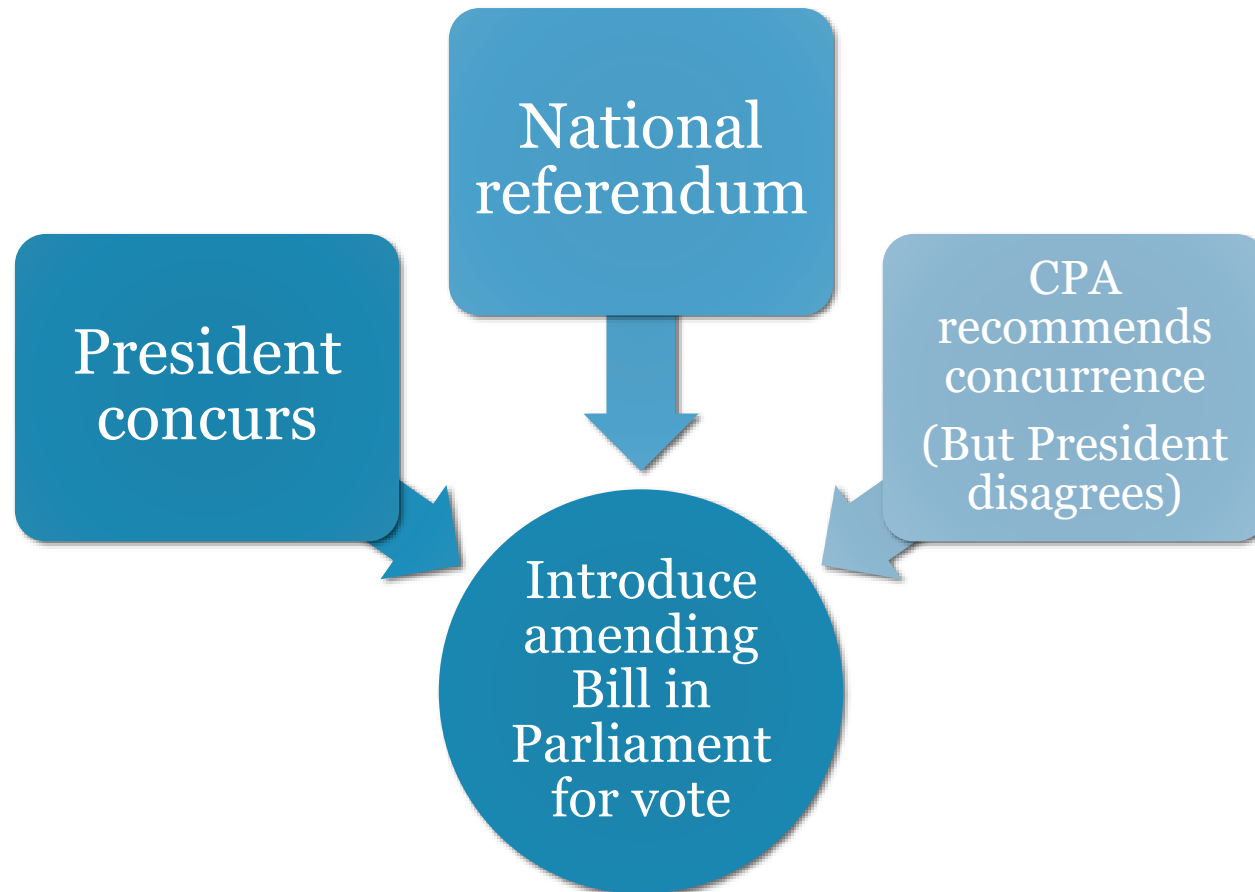 National
referendum
President
concurs
CPA
recommends
concurrence
(But President
disagrees)
Introduce
amending
Bill in
Parliament
for vote